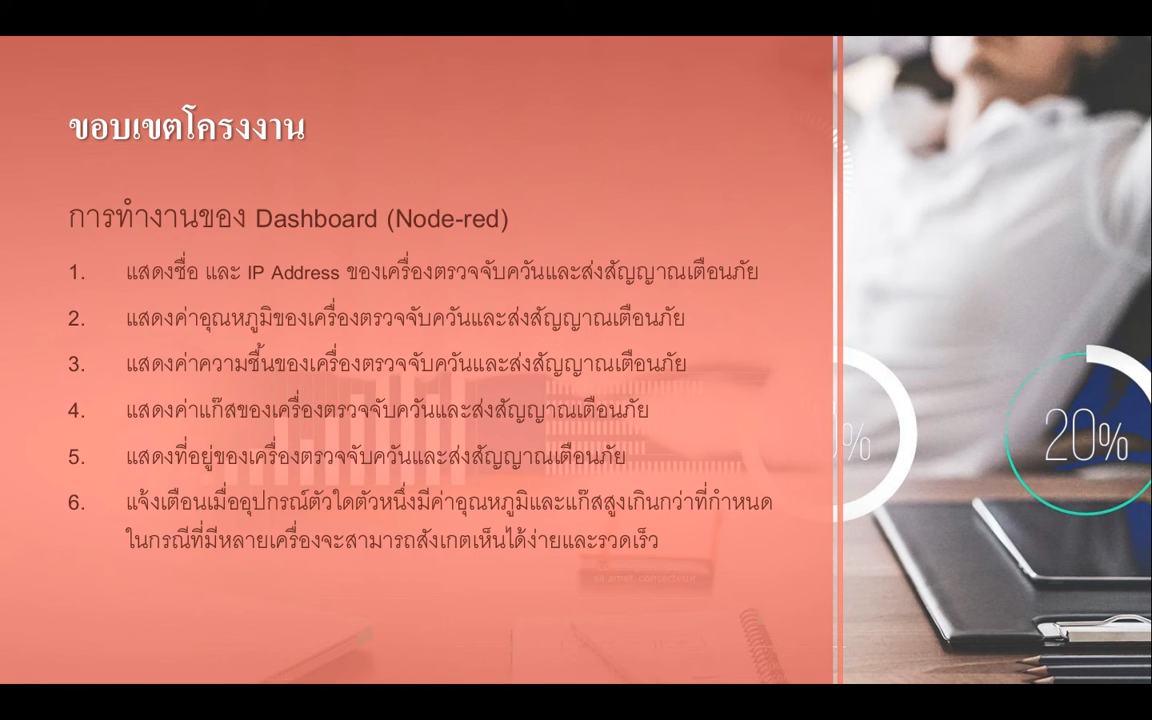 ขอบเขตโครงงาน
การทำงานของ Dashboard (Node-red)
1. แสดงชื่อ และ IP Address ของเครื่องตรวจจับควันและส่งสัญญาณเตือนภัย
2. แสดงค่าอุณหภูมิของเครื่องตรวจจับควันและส่งสัญญาณเตือนภัย
3. แสดงค่าความชื้นของเครื่องตรวจจับควันและส่งสัญญาณเตือนภัย
4. แสดงค่าแก๊สของเครื่องตรวจจับควันและส่งสัญญาณเตือนภัย
5. แสดงที่อยู่ของเครื่องตรวจจับควันและส่งสัญญาณเตือนภัย
6. แจ้งเตือนเมื่ออุปกรณ์ตัวใดตัวหนึ่งมีค่าอุณหภูมิและแก๊สสูงเกินกว่าที่กำหนด
ในกรณีที่มีหลายเครื่องจะสามารถสังเกตเห็นได้ง่ายและรวดเร็ว
sit amet, consectetur
%
20%